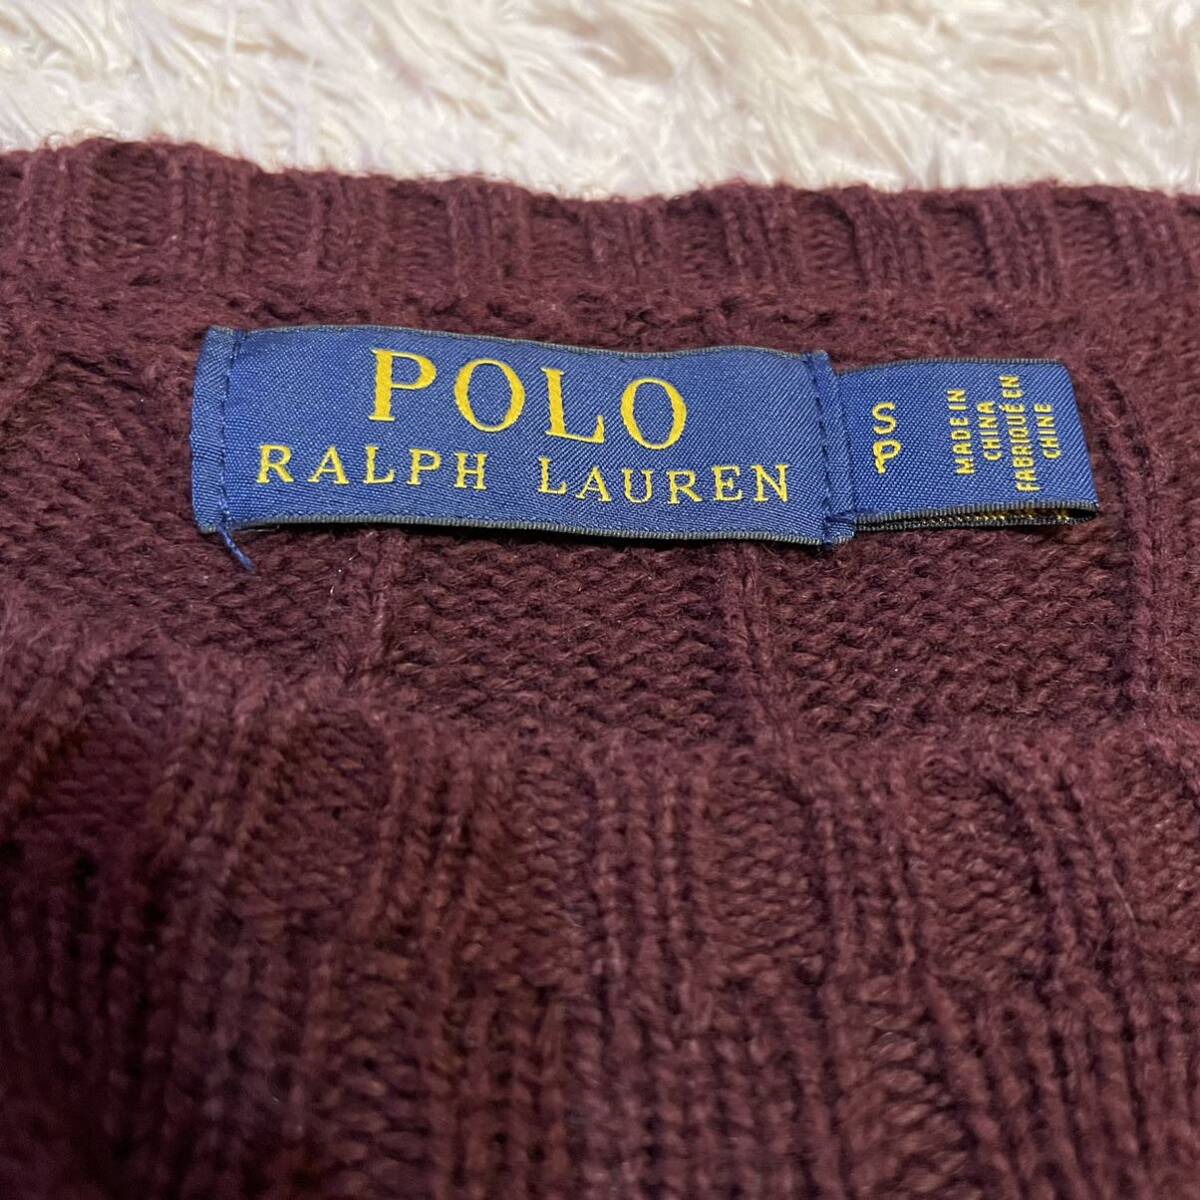 POLO
RALPH LAUREN
S
P
MADE IN
CHINA
FABRIQUÉ EN
CHINE